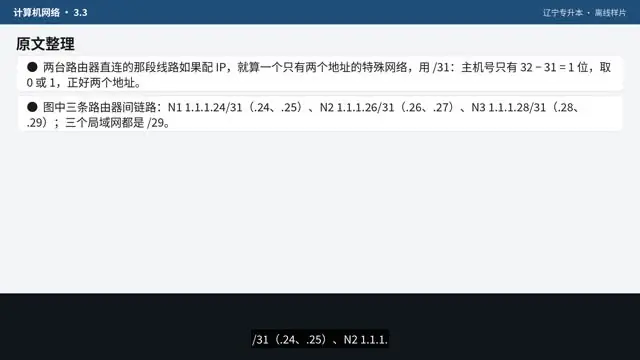 计算机网络 · 3.3
辽宁专升本 · 离线样片
原文整理
● 两台路由器直连的那段线路如果配 IP，就算一个只有两个地址的特殊网络，用 /31：主机号只有 32 − 31 = 1 位，取
0 或 1，正好两个地址。
● 图中三条路由器间链路：N1 1.1.1.24/31（.24、.25）、N2 1.1.1.26/31（.26、.27）、N3 1.1.1.28/31（.28、
.29）；三个局域网都是 /29。
/31（.24、.25）、N2 1.1.1.